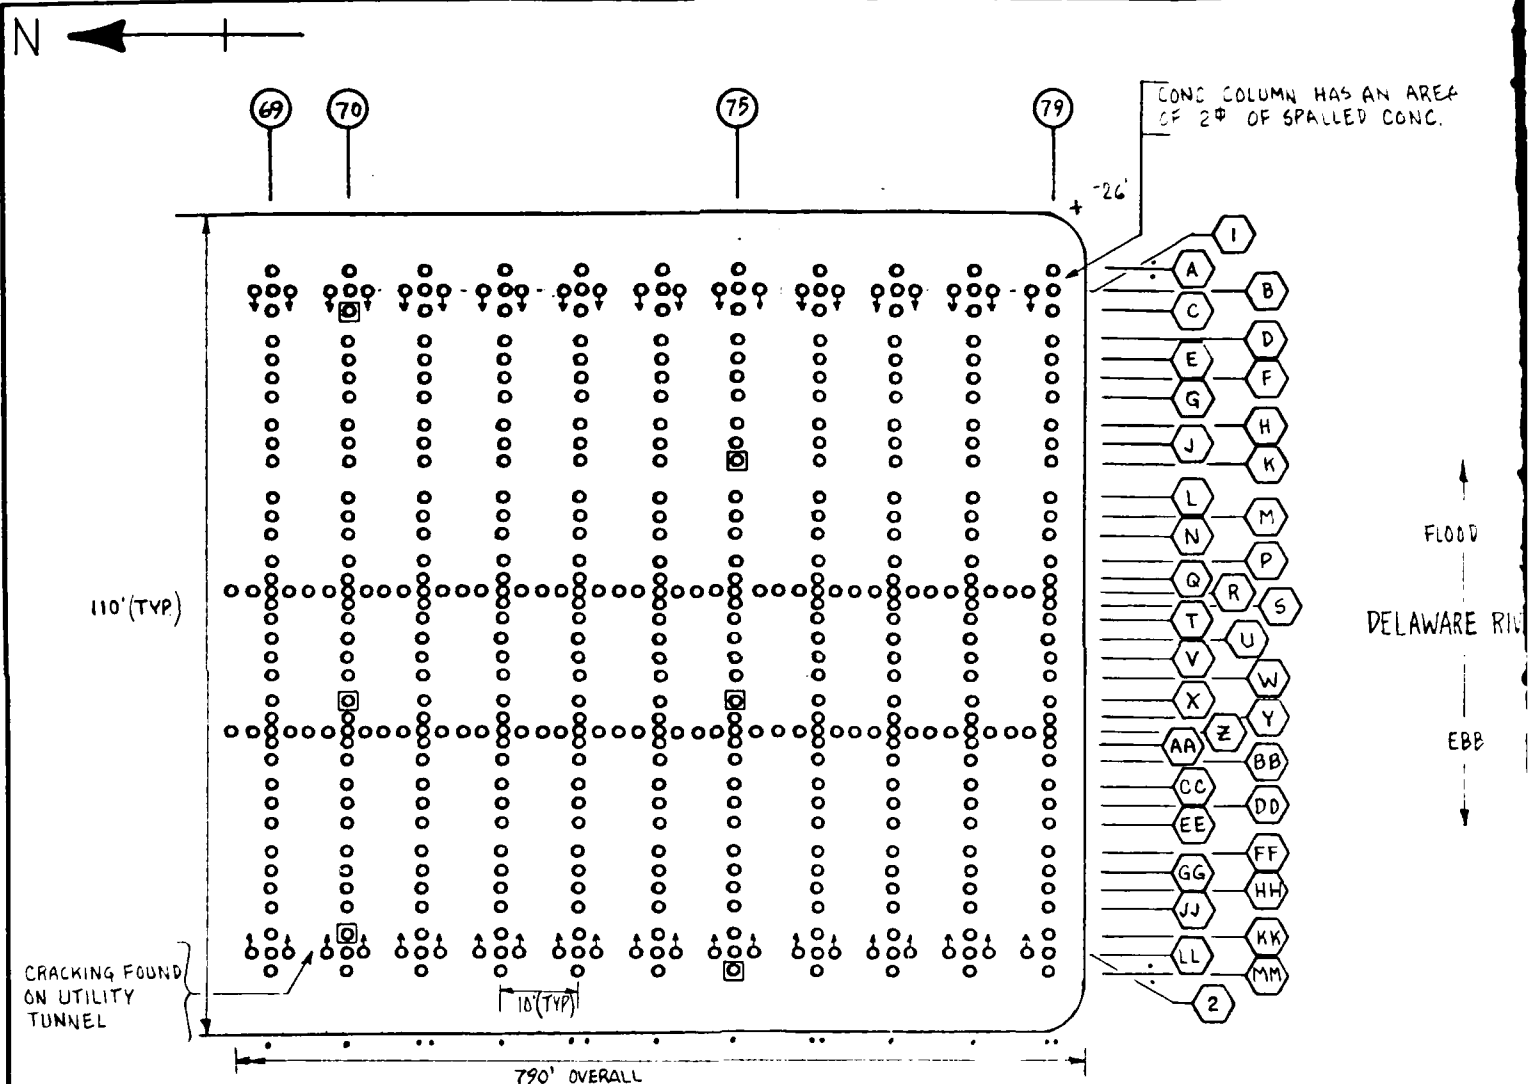 N
69
70
75
79
CONC COLUMN HAS AN AREA
OF 2⌽ OF SPALLED CONC.
-26'
1
A
B
C
D
E
F
G
H
J
K
L
M
N
P
Q
R
S
T
U
V
W
X
Y
Z
AA
BB
CC
DD
EE
FF
GG
HH
JJ
KK
LL
MM
2
FLOOD
DELAWARE RIV
EBB
110'(TYP.)
CRACKING FOUND
ON UTILITY
TUNNEL
10'(TYP)
790' OVERALL